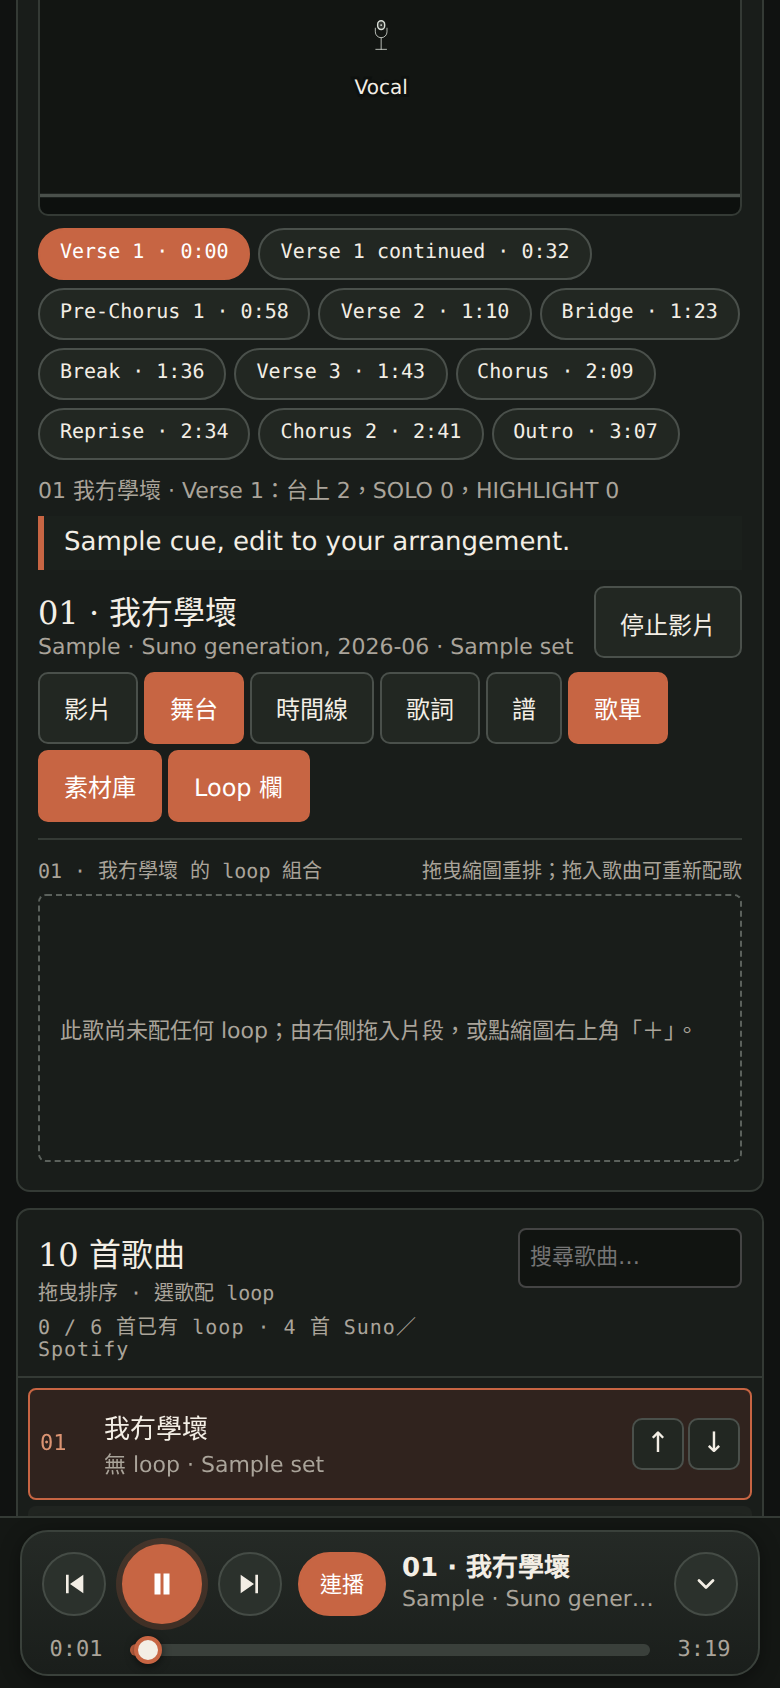 Vocal
Verse 1 · 0:00
Verse 1 continued · 0:32
Pre-Chorus 1 · 0:58
Verse 2 · 1:10
Bridge · 1:23
Break · 1:36
Verse 3 · 1:43
Chorus · 2:09
Reprise · 2:34
Chorus 2 · 2:41
Outro · 3:07
01 我冇學壞 · Verse 1：台上 2，SOLO 0，HIGHLIGHT 0
Sample cue, edit to your arrangement.
01 · 我冇學壞
Sample · Suno generation, 2026-06 · Sample set
停止影片
影片
舞台
時間線
歌詞
譜
歌單
素材庫
Loop 欄
01 · 我冇學壞 的 loop 組合
拖曳縮圖重排；拖入歌曲可重新配歌
此歌尚未配任何 loop；由右側拖入片段，或點縮圖右上角「＋」。
10 首歌曲
搜尋歌曲…
拖曳排序 · 選歌配 loop
0 / 6 首已有 loop · 4 首 Suno／
Spotify
01
我冇學壞
無 loop · Sample set
↑
↓
連播
01 · 我冇學壞
Sample · Suno gener…
0:01
3:19